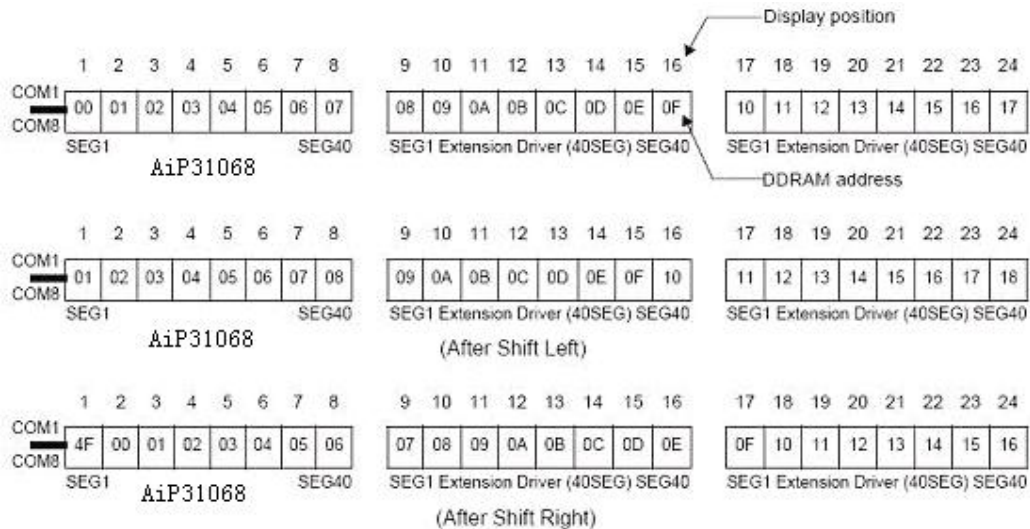 Display position
1 2 3 4 5 6 7 8 9 10 11 12 13 14 15 16 17 18 19 20 21 22 23 24
COM1
00 01 02 03 04 05 06 07 08 09 0A 0B 0C 0D 0E 0F 10 11 12 13 14 15 16 17
COM8
SEG1 SEG40 SEG1 Extension Driver (40SEG) SEG40 SEG1 Extension Driver (40SEG) SEG40
AiP31068
DDRAM address
1 2 3 4 5 6 7 8 9 10 11 12 13 14 15 16 17 18 19 20 21 22 23 24
COM1
01 02 03 04 05 06 07 08 09 0A 0B 0C 0D 0E 0F 10 11 12 13 14 15 16 17 18
COM8
SEG1 SEG40 SEG1 Extension Driver (40SEG) SEG40 SEG1 Extension Driver (40SEG) SEG40
AiP31068
(After Shift Left)
1 2 3 4 5 6 7 8 9 10 11 12 13 14 15 16 17 18 19 20 21 22 23 24
COM1
4F 00 01 02 03 04 05 06 07 08 09 0A 0B 0C 0D 0E 0F 10 11 12 13 14 15 16
COM8
SEG1 SEG40 SEG1 Extension Driver (40SEG) SEG40 SEG1 Extension Driver (40SEG) SEG40
AiP31068
(After Shift Right)